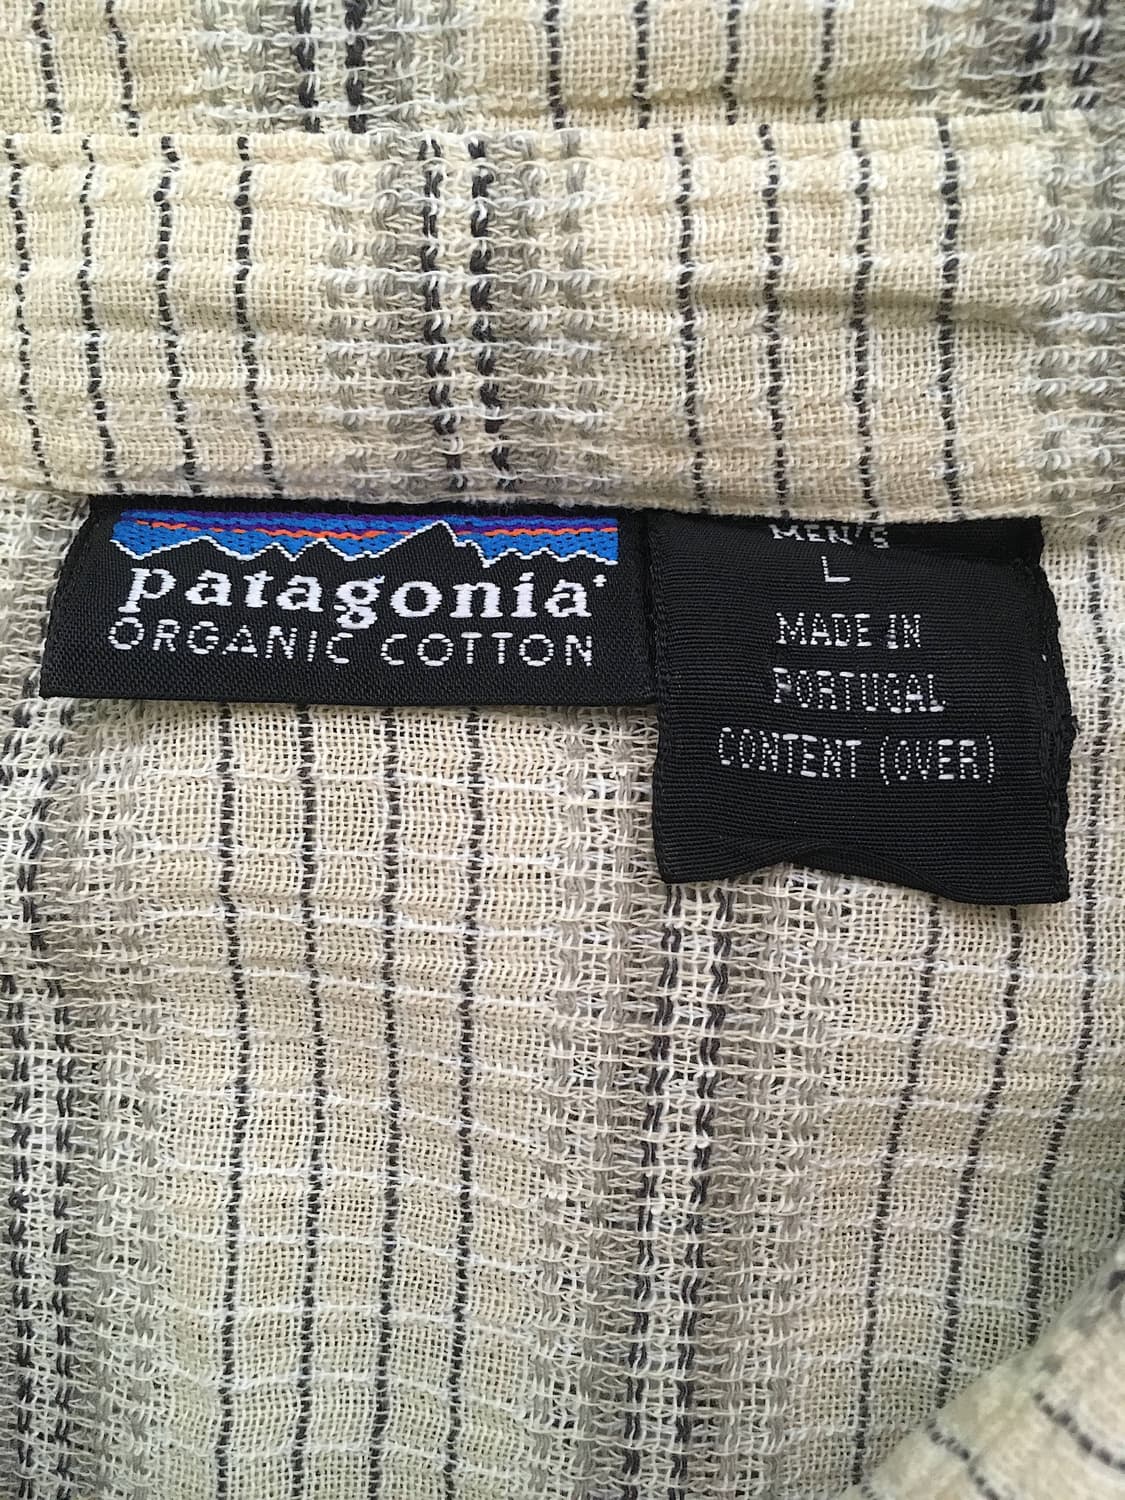 patagonia®
ORGANIC COTTON
MEN'S
L
MADE IN
PORTUGAL
CONTENT (OVER)